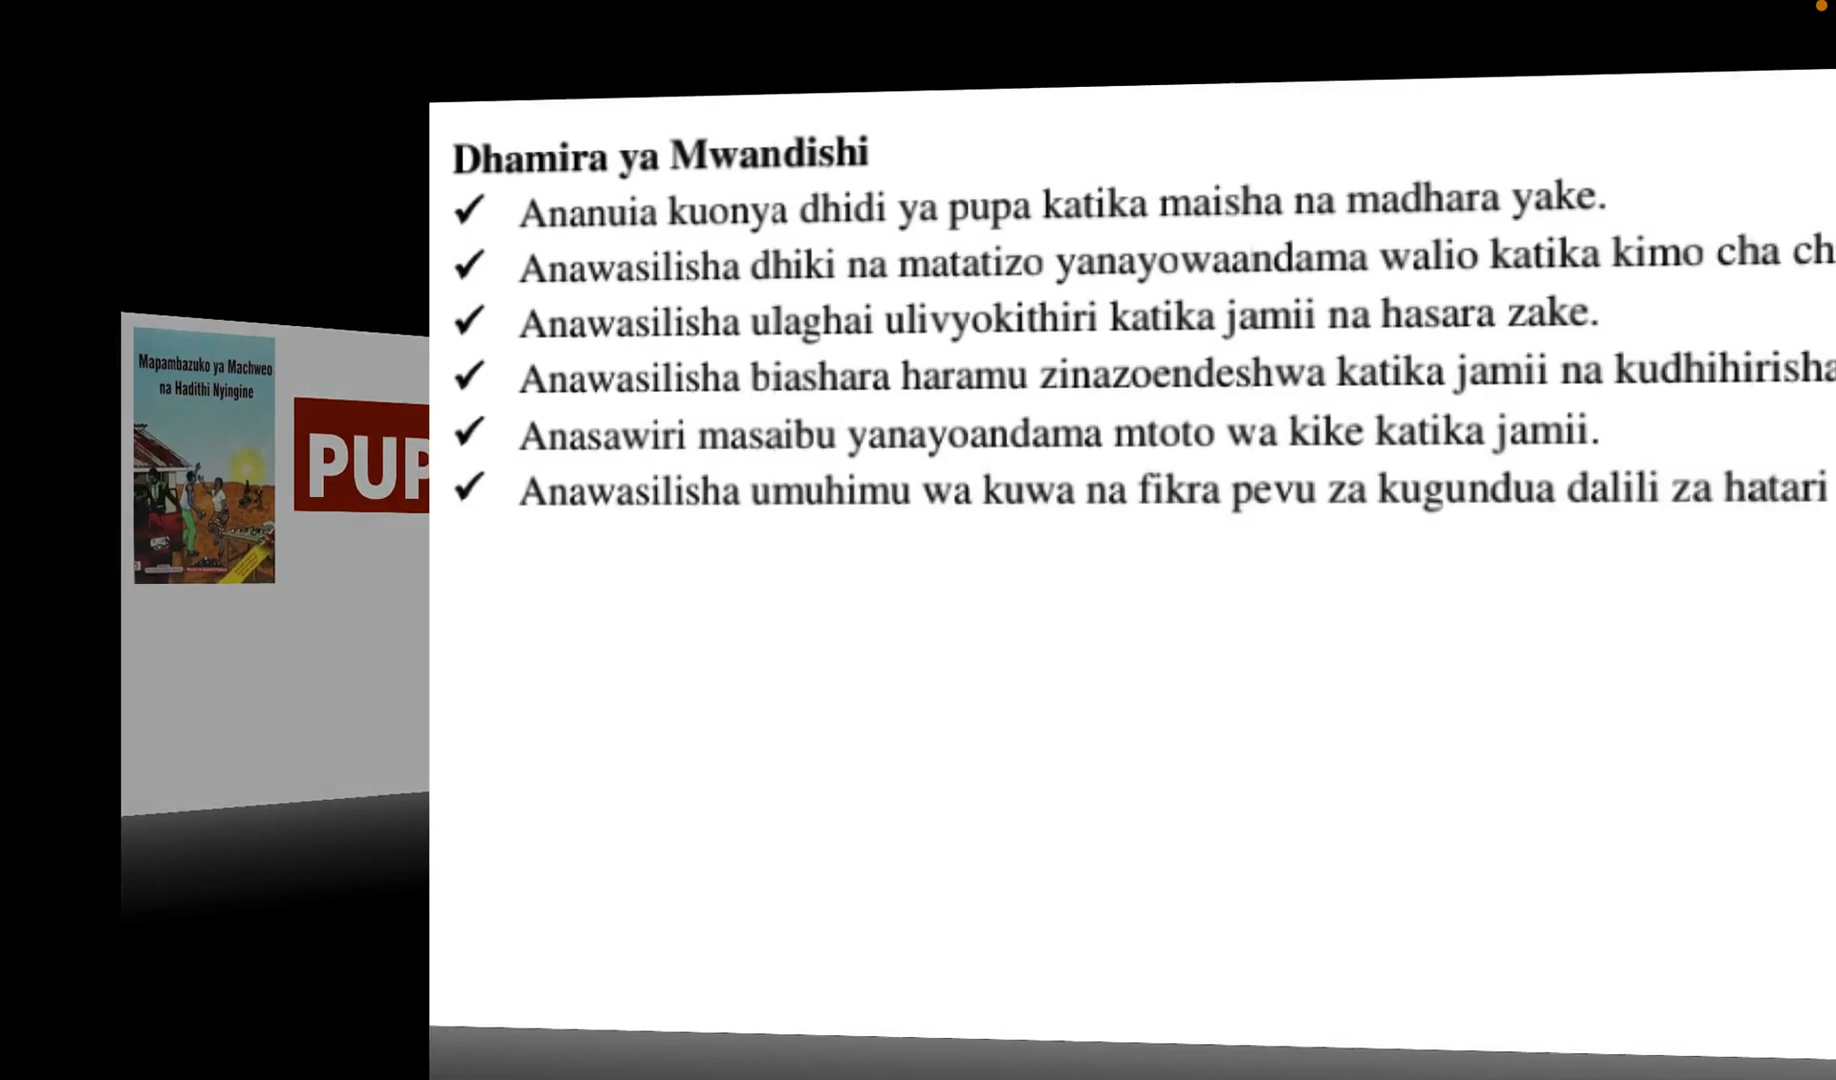 Mapambazuko ya Machweo
na Hadithi Nyingine
PUP
Dhamira ya Mwandishi
✓ Ananuia kuonya dhidi ya pupa katika maisha na madhara yake.
✓ Anawasilisha dhiki na matatizo yanayowaandama walio katika kimo cha ch
✓ Anawasilisha ulaghai ulivyokithiri katika jamii na hasara zake.
✓ Anawasilisha biashara haramu zinazoendeshwa katika jamii na kudhihirisha
✓ Anasawiri masaibu yanayoandama mtoto wa kike katika jamii.
✓ Anawasilisha umuhimu wa kuwa na fikra pevu za kugundua dalili za hatari